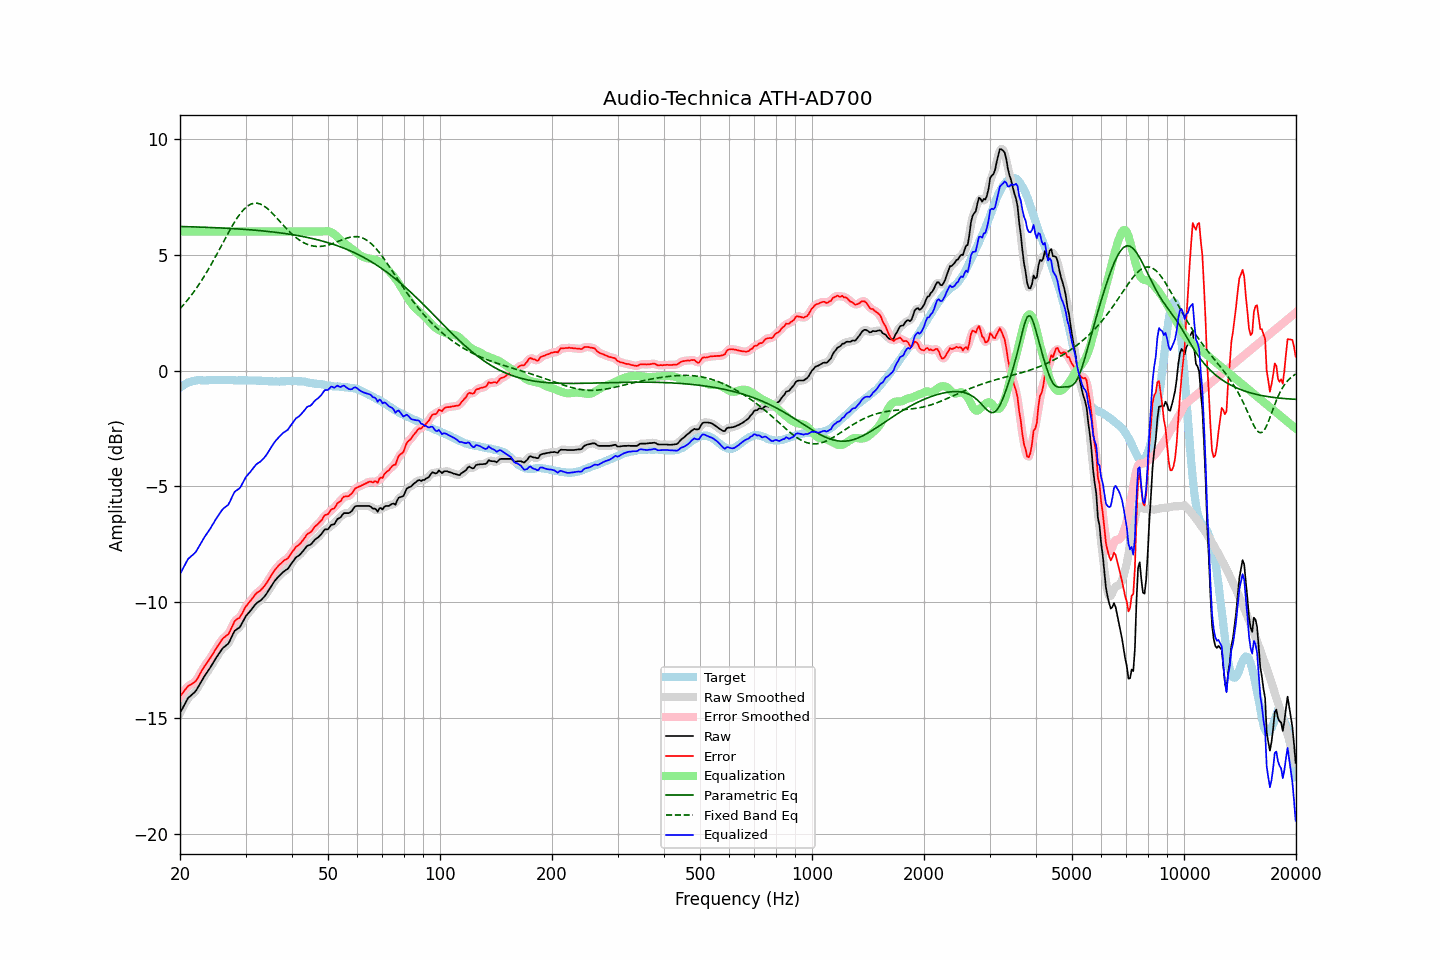 Audio-Technica ATH-AD700
10
5
0
−5
−10
−15
−20
Amplitude (dBr)
Target
Raw Smoothed
Error Smoothed
Raw
Error
Equalization
Parametric Eq
Fixed Band Eq
Equalized
20 50 100 200 500 1000 2000 5000 10000 20000
Frequency (Hz)